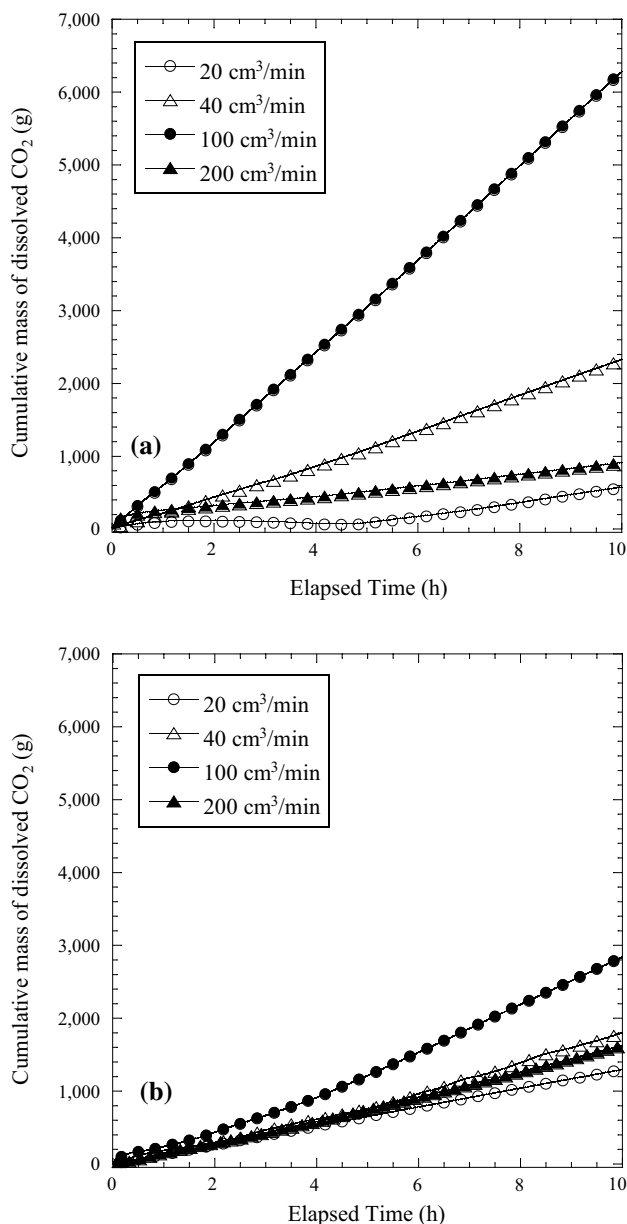 7,000
6,000
5,000
4,000
3,000
2,000
1,000
0
Cumulative mass of dissolved CO₂ (g)
20 cm³/min
40 cm³/min
100 cm³/min
200 cm³/min
(a)
0 2 4 6 8 10
Elapsed Time (h)
7,000
6,000
5,000
4,000
3,000
2,000
1,000
0
Cumulative mass of dissolved CO₂ (g)
20 cm³/min
40 cm³/min
100 cm³/min
200 cm³/min
(b)
0 2 4 6 8 10
Elapsed Time (h)